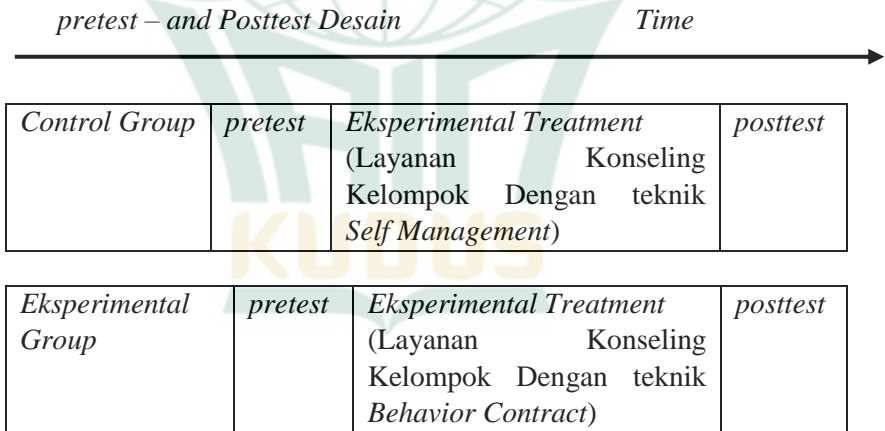 pretest – and Posttest Desain Time
Control Group pretest Eksperimental Treatment posttest
(Layanan Konseling
Kelompok Dengan teknik
Self Management)
Eksperimental pretest Eksperimental Treatment posttest
Group (Layanan Konseling
Kelompok Dengan teknik
Behavior Contract)
KUDUS